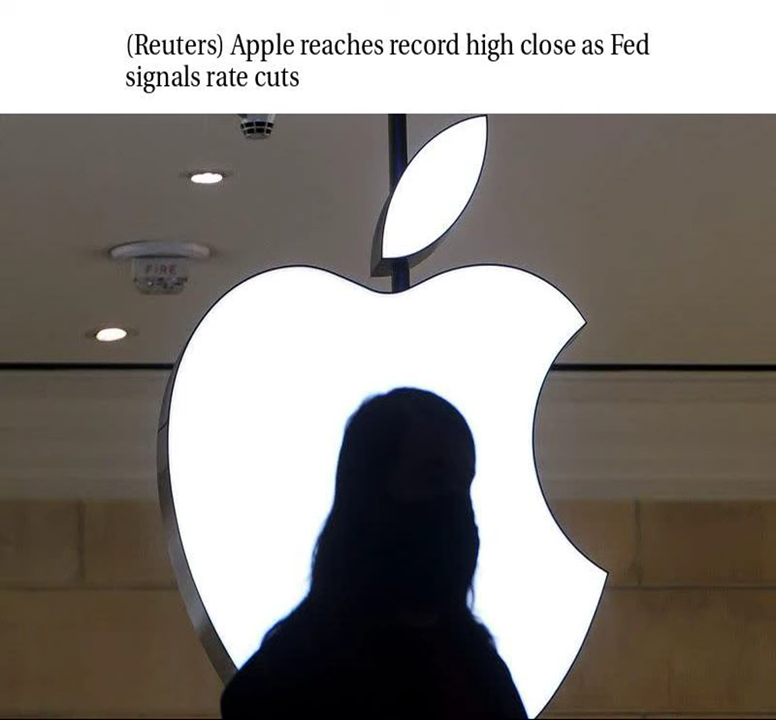 (Reuters) Apple reaches record high close as Fed
signals rate cuts
FIRE